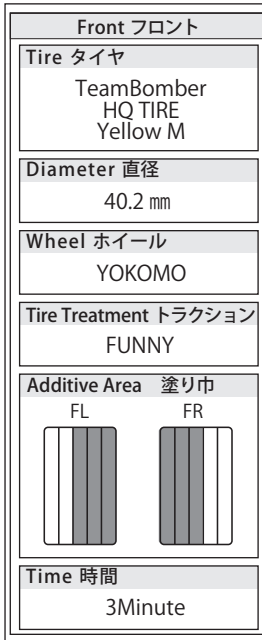 Front フロント
Tire タイヤ
TeamBomber
HQ TIRE
Yellow M
Diameter 直径
40.2 ㎜
Wheel ホイール
YOKOMO
Tire Treatment トラクション
FUNNY
Additive Area 塗り巾
FL FR
Time 時間
3Minute